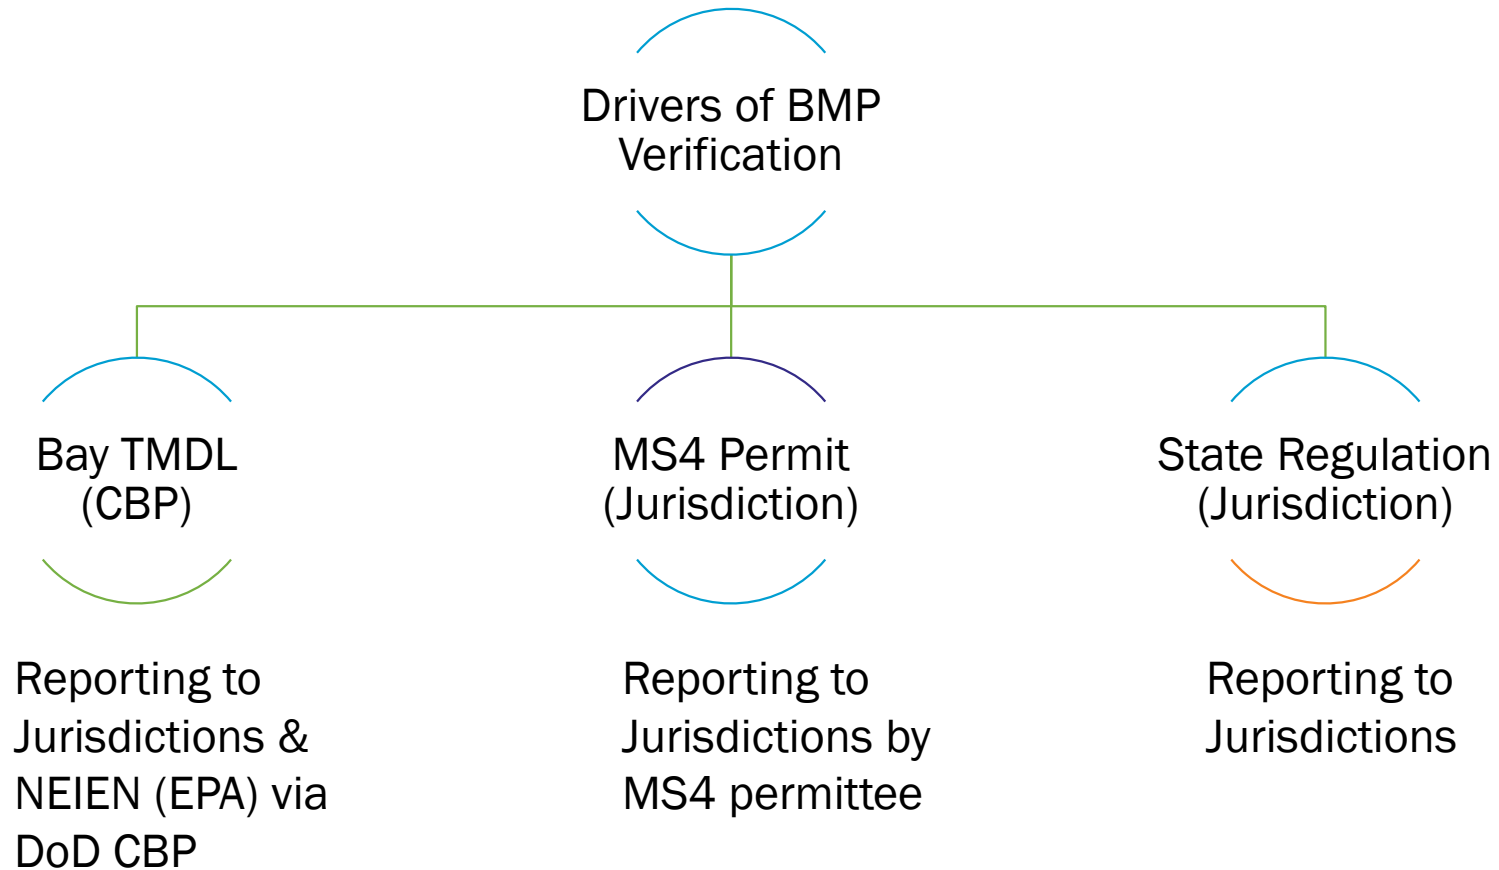 Drivers of BMP
Verification
Bay TMDL
(CBP)
MS4 Permit
(Jurisdiction)
State Regulation
(Jurisdiction)
Reporting to
Jurisdictions &
NEIEN (EPA) via
DoD CBP
Reporting to
Jurisdictions by
MS4 permittee
Reporting to
Jurisdictions